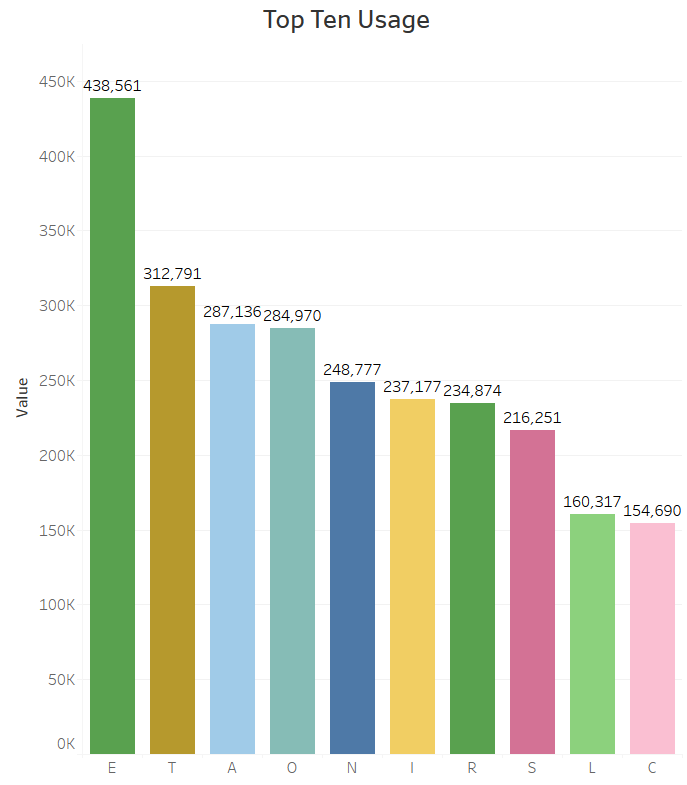 Top Ten Usage
450K
400K
350K
300K
250K
200K
150K
100K
50K
0K
Value
438,561
312,791
287,136
284,970
248,777
237,177
234,874
216,251
160,317
154,690
E T A O N I R S L C